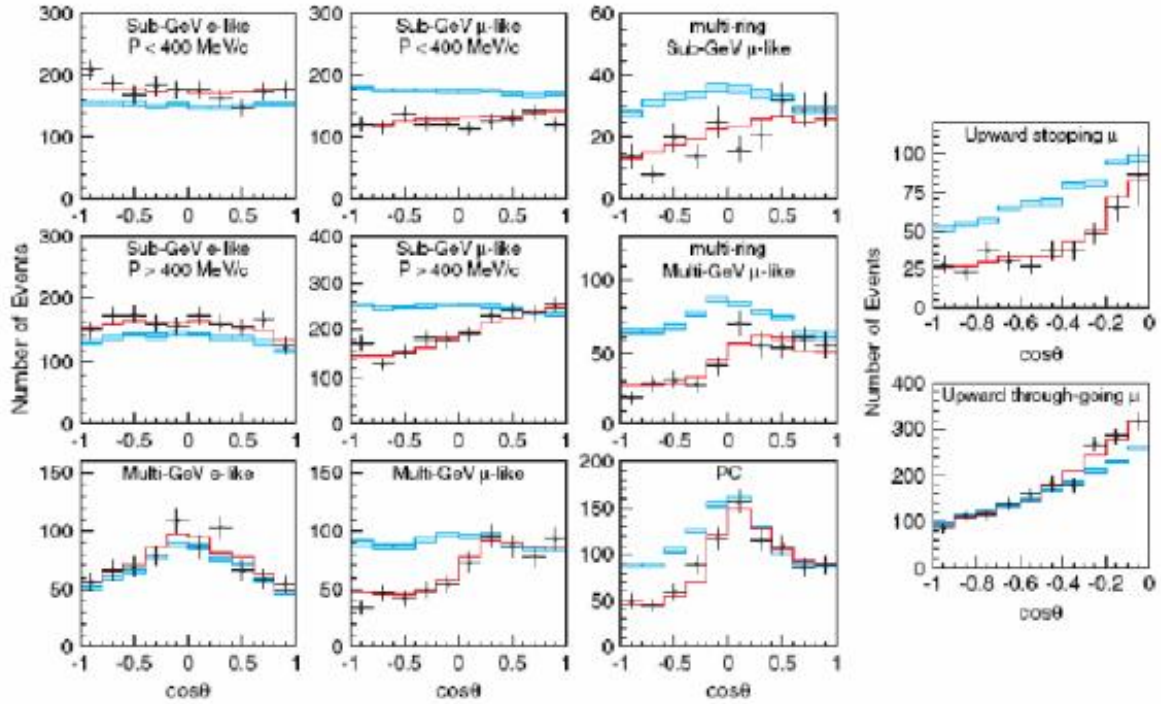 Sub-GeV e-like
P < 400 MeV/c
300
200
100
0
-1 -0.5 0 0.5 1
Sub-GeV μ-like
P < 400 MeV/c
300
200
100
0
-1 -0.5 0 0.5 1
multi-ring
Sub-GeV μ-like
60
40
20
0
-1 -0.5 0 0.5 1
Number of Events
Sub-GeV e-like
P > 400 MeV/c
300
200
100
0
-1 -0.5 0 0.5 1
Sub-GeV μ-like
P > 400 MeV/c
400
300
200
100
0
-1 -0.5 0 0.5 1
multi-ring
Multi-GeV μ-like
100
50
0
-1 -0.5 0 0.5 1
Multi-GeV e-like
150
100
50
0
-1 -0.5 0 0.5 1
cosθ
Multi-GeV μ-like
150
100
50
0
-1 -0.5 0 0.5 1
cosθ
PC
200
150
100
50
0
-1 -0.5 0 0.5 1
cosθ
Number of Events
Upward stopping μ
100
75
50
25
0
-1 -0.8 -0.6 -0.4 -0.2 0
cosθ
Upward through-going μ
400
300
200
100
0
-1 -0.8 -0.6 -0.4 -0.2 0
cosθ